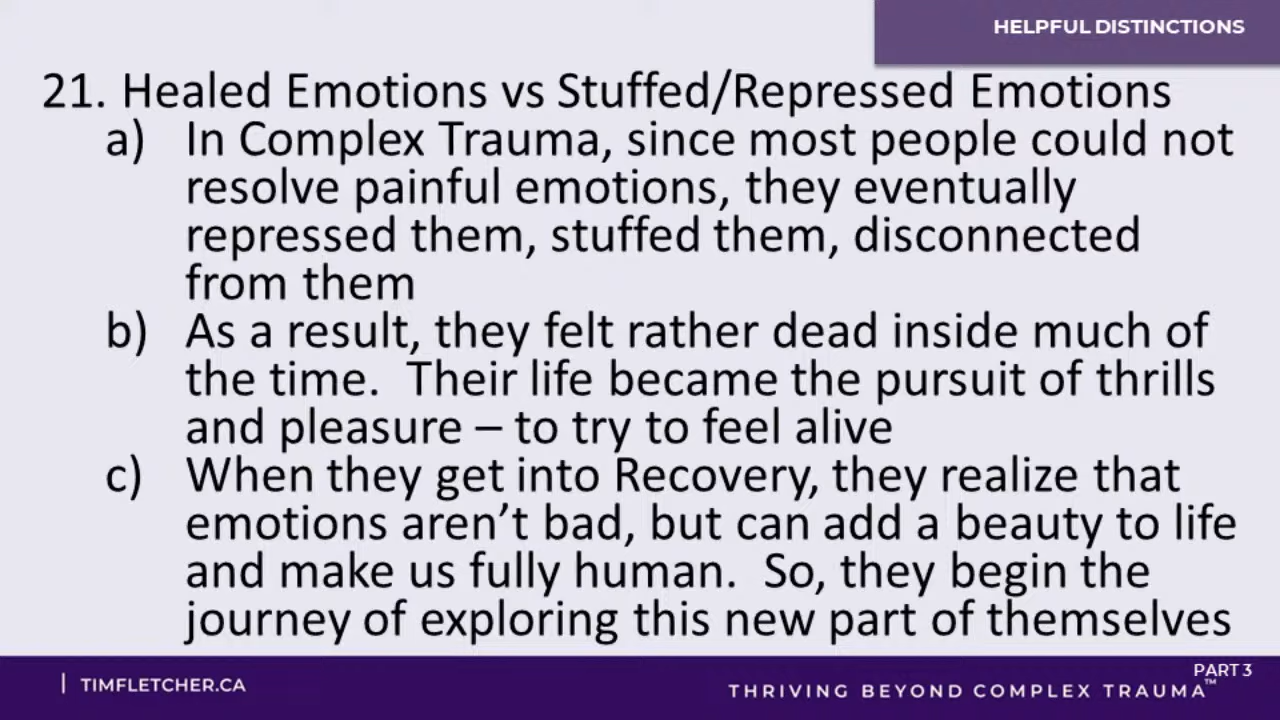 HELPFUL DISTINCTIONS
21. Healed Emotions vs Stuffed/Repressed Emotions
a) In Complex Trauma, since most people could not
resolve painful emotions, they eventually
repressed them, stuffed them, disconnected
from them
b) As a result, they felt rather dead inside much of
the time.  Their life became the pursuit of thrills
and pleasure – to try to feel alive
c) When they get into Recovery, they realize that
emotions aren’t bad, but can add a beauty to life
and make us fully human.  So, they begin the
journey of exploring this new part of themselves
| TIMFLETCHER.CA
PART 3
THRIVING BEYOND COMPLEX TRAUMA™